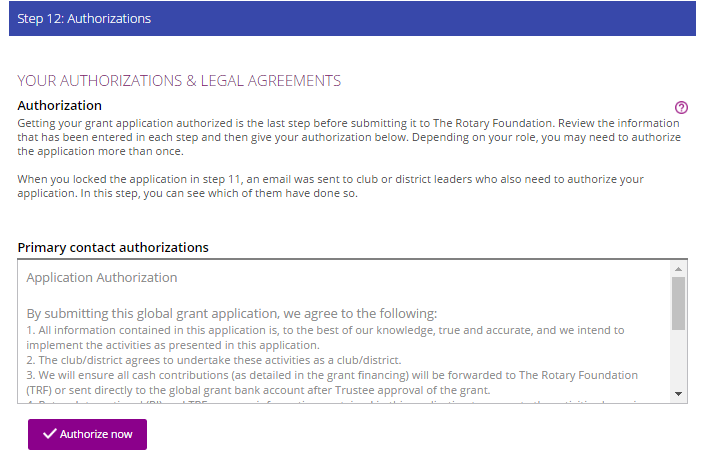 Step 12: Authorizations
YOUR AUTHORIZATIONS & LEGAL AGREEMENTS
Authorization
?
Getting your grant application authorized is the last step before submitting it to The Rotary Foundation. Review the information
that has been entered in each step and then give your authorization below. Depending on your role, you may need to authorize
the application more than once.
When you locked the application in step 11, an email was sent to club or district leaders who also need to authorize your
application. In this step, you can see which of them have done so.
Primary contact authorizations
Application Authorization
By submitting this global grant application, we agree to the following:
1. All information contained in this application is, to the best of our knowledge, true and accurate, and we intend to
implement the activities as presented in this application.
2. The club/district agrees to undertake these activities as a club/district.
3. We will ensure all cash contributions (as detailed in the grant financing) will be forwarded to The Rotary Foundation
(TRF) or sent directly to the global grant bank account after Trustee approval of the grant.
Authorize now